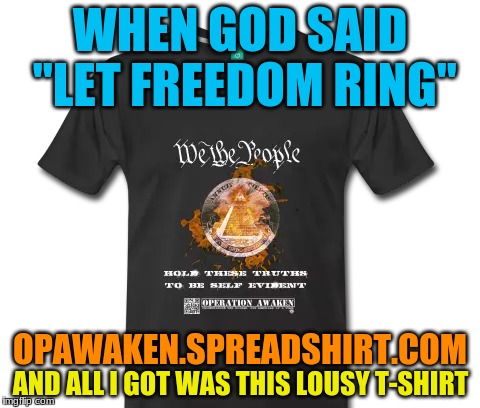 WHEN GOD SAID
"LET FREEDOM RING"
We the People
HOLD THESE TRUTHS
TO BE SELF EVIDENT
OPERATION AWAKEN
OPAWAKEN.SPREADSHIRT.COM
AND ALL I GOT WAS THIS LOUSY T-SHIRT
imgflip.com